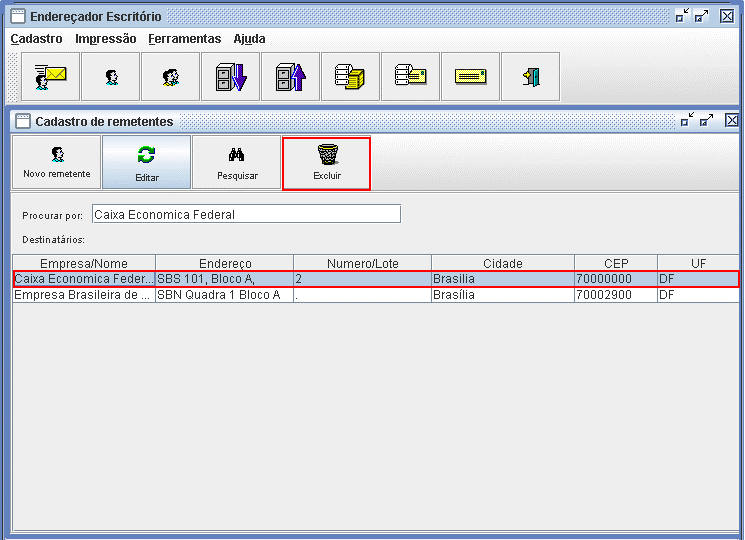 Endereçador Escritório
Cadastro Impressão Ferramentas Ajuda
Cadastro de remetentes
Novo remetente Editar Pesquisar Excluir
Procurar por: Caixa Economica Federal
Destinatários:
Empresa/Nome Endereço Numero/Lote Cidade CEP UF
Caixa Economica Feder... SBS 101, Bloco A, 2 Brasilia 70000000 DF
Empresa Brasileira de ... SBN Quadra 1 Bloco A . Brasília 70002900 DF